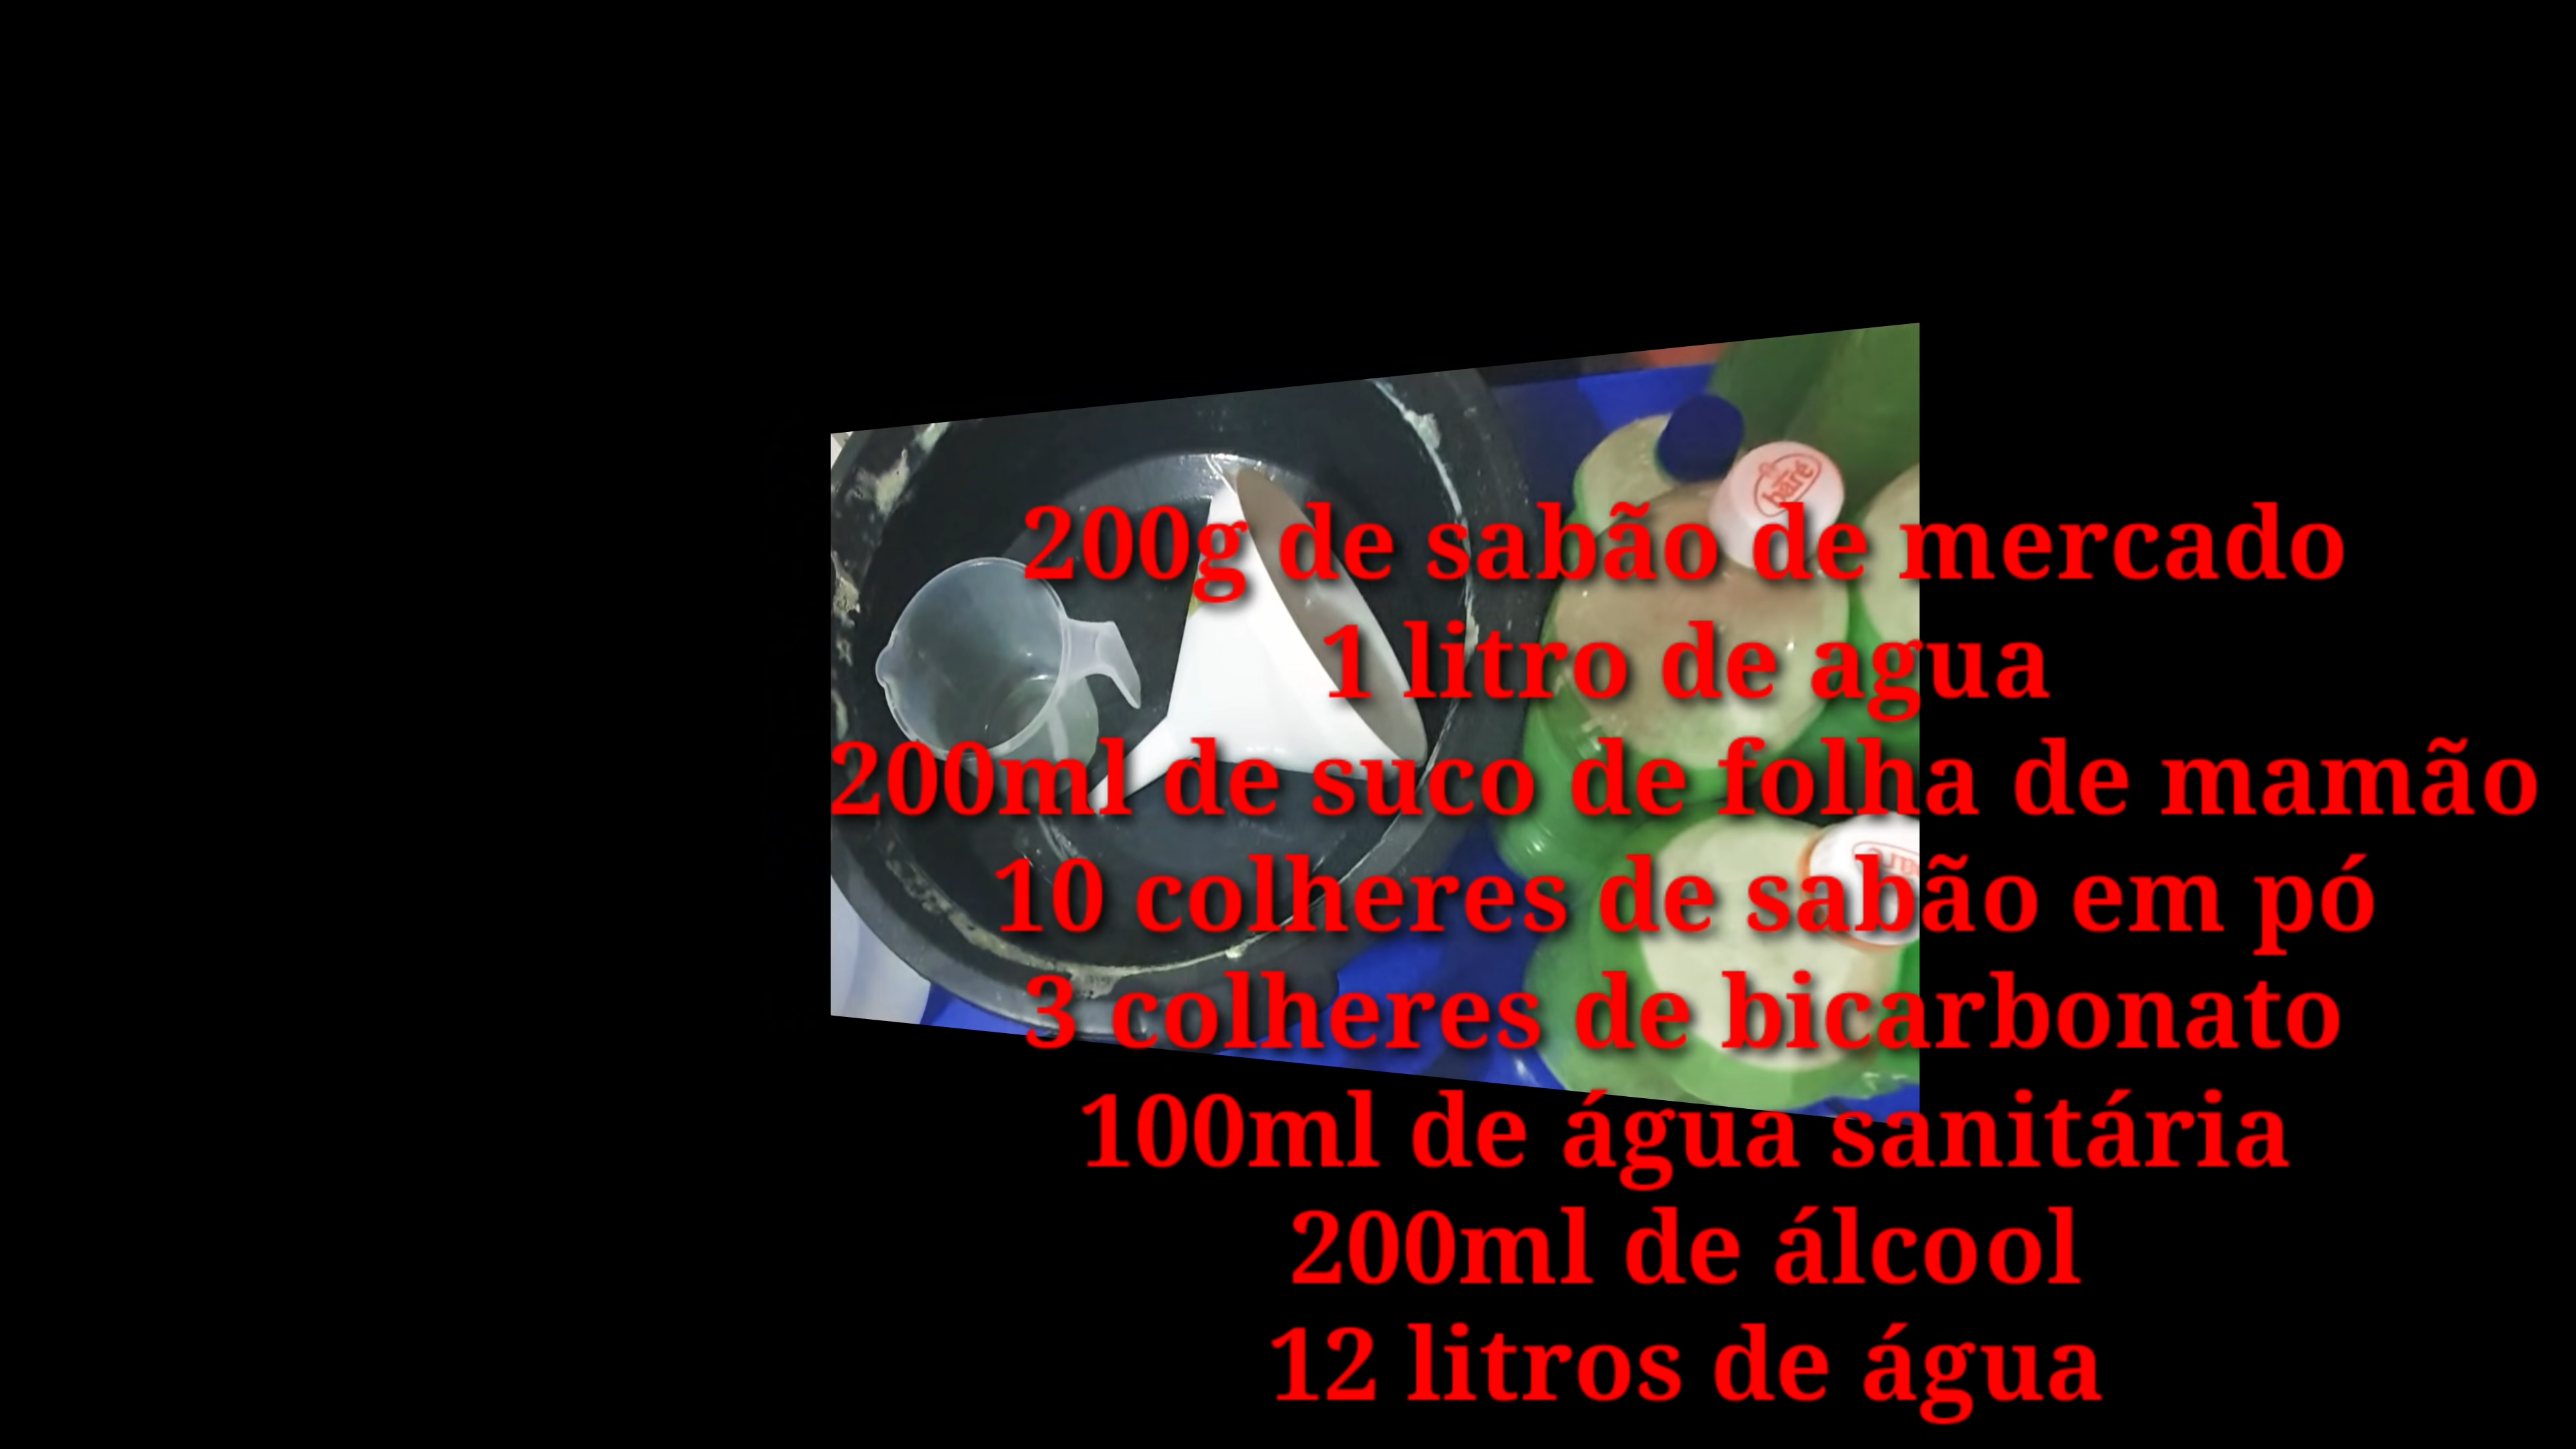 baré
200g de sabão de mercado
1 litro de agua
200ml de suco de folha de mamão
10 colheres de sabão em pó
3 colheres de bicarbonato
100ml de água sanitária
200ml de álcool
12 litros de água